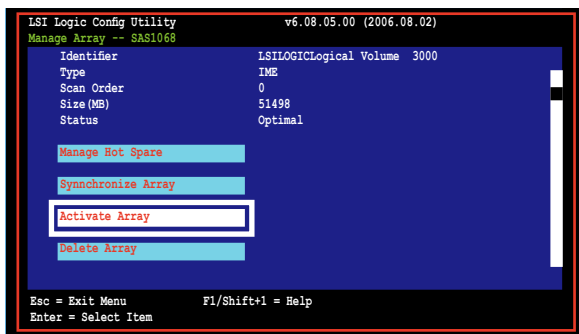 LSI Logic Config Utility v6.08.05.00 (2006.08.02)
Manage Array -- SAS1068
Identifier LSILOGICLogical Volume 3000
Type IME
Scan Order 0
Size(MB) 51498
Status Optimal
Manage Hot Spare
Synnchronize Array
Activate Array
Delete Array
Esc = Exit Menu F1/Shift+1 = Help
Enter = Select Item